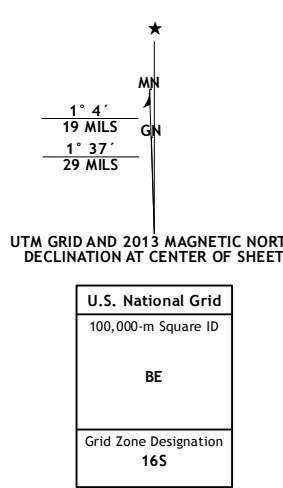 ★
MN
1° 4´
19 MILS
GN
1° 37´
29 MILS
UTM GRID AND 2013 MAGNETIC NORT
DECLINATION AT CENTER OF SHEET
U.S. National Grid
100,000-m Square ID
BE
Grid Zone Designation
16S